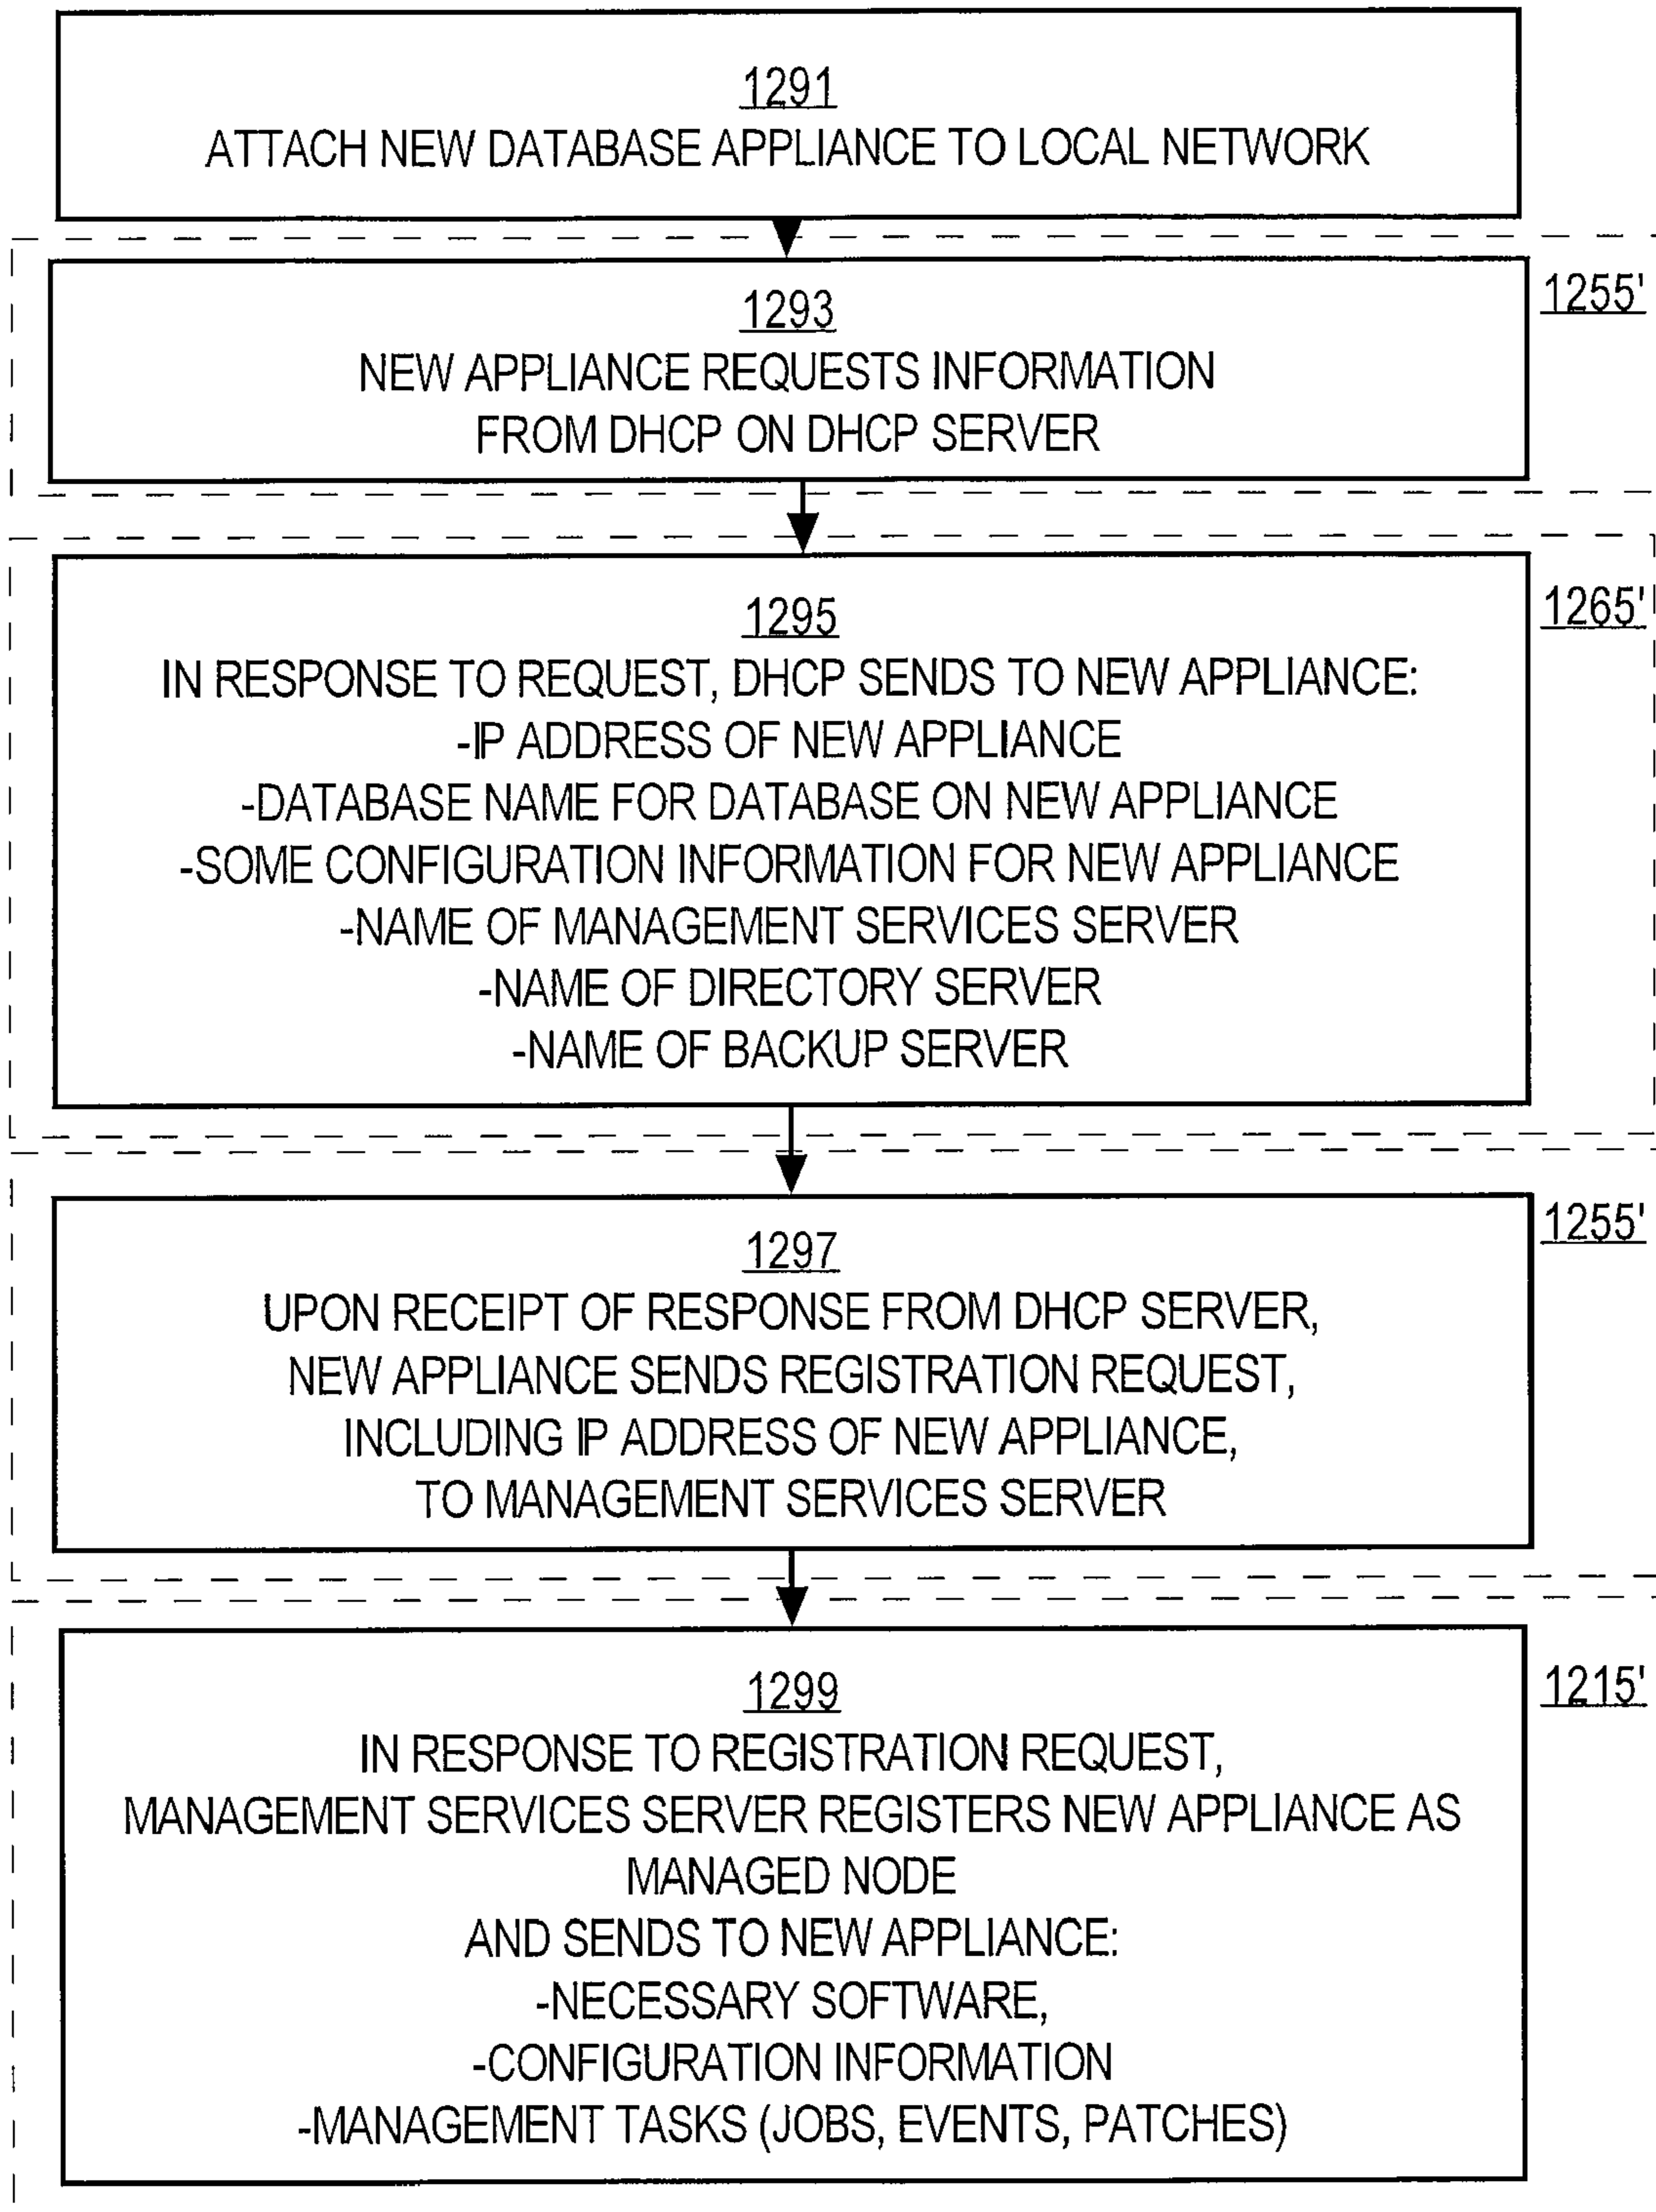 1291
ATTACH NEW DATABASE APPLIANCE TO LOCAL NETWORK
1255'
1293
NEW APPLIANCE REQUESTS INFORMATION
FROM DHCP ON DHCP SERVER
1265'
1295
IN RESPONSE TO REQUEST, DHCP SENDS TO NEW APPLIANCE:
-IP ADDRESS OF NEW APPLIANCE
-DATABASE NAME FOR DATABASE ON NEW APPLIANCE
-SOME CONFIGURATION INFORMATION FOR NEW APPLIANCE
-NAME OF MANAGEMENT SERVICES SERVER
-NAME OF DIRECTORY SERVER
-NAME OF BACKUP SERVER
1255'
1297
UPON RECEIPT OF RESPONSE FROM DHCP SERVER,
NEW APPLIANCE SENDS REGISTRATION REQUEST,
INCLUDING IP ADDRESS OF NEW APPLIANCE,
TO MANAGEMENT SERVICES SERVER
1215'
1299
IN RESPONSE TO REGISTRATION REQUEST,
MANAGEMENT SERVICES SERVER REGISTERS NEW APPLIANCE AS
MANAGED NODE
AND SENDS TO NEW APPLIANCE:
-NECESSARY SOFTWARE,
-CONFIGURATION INFORMATION
-MANAGEMENT TASKS (JOBS, EVENTS, PATCHES)